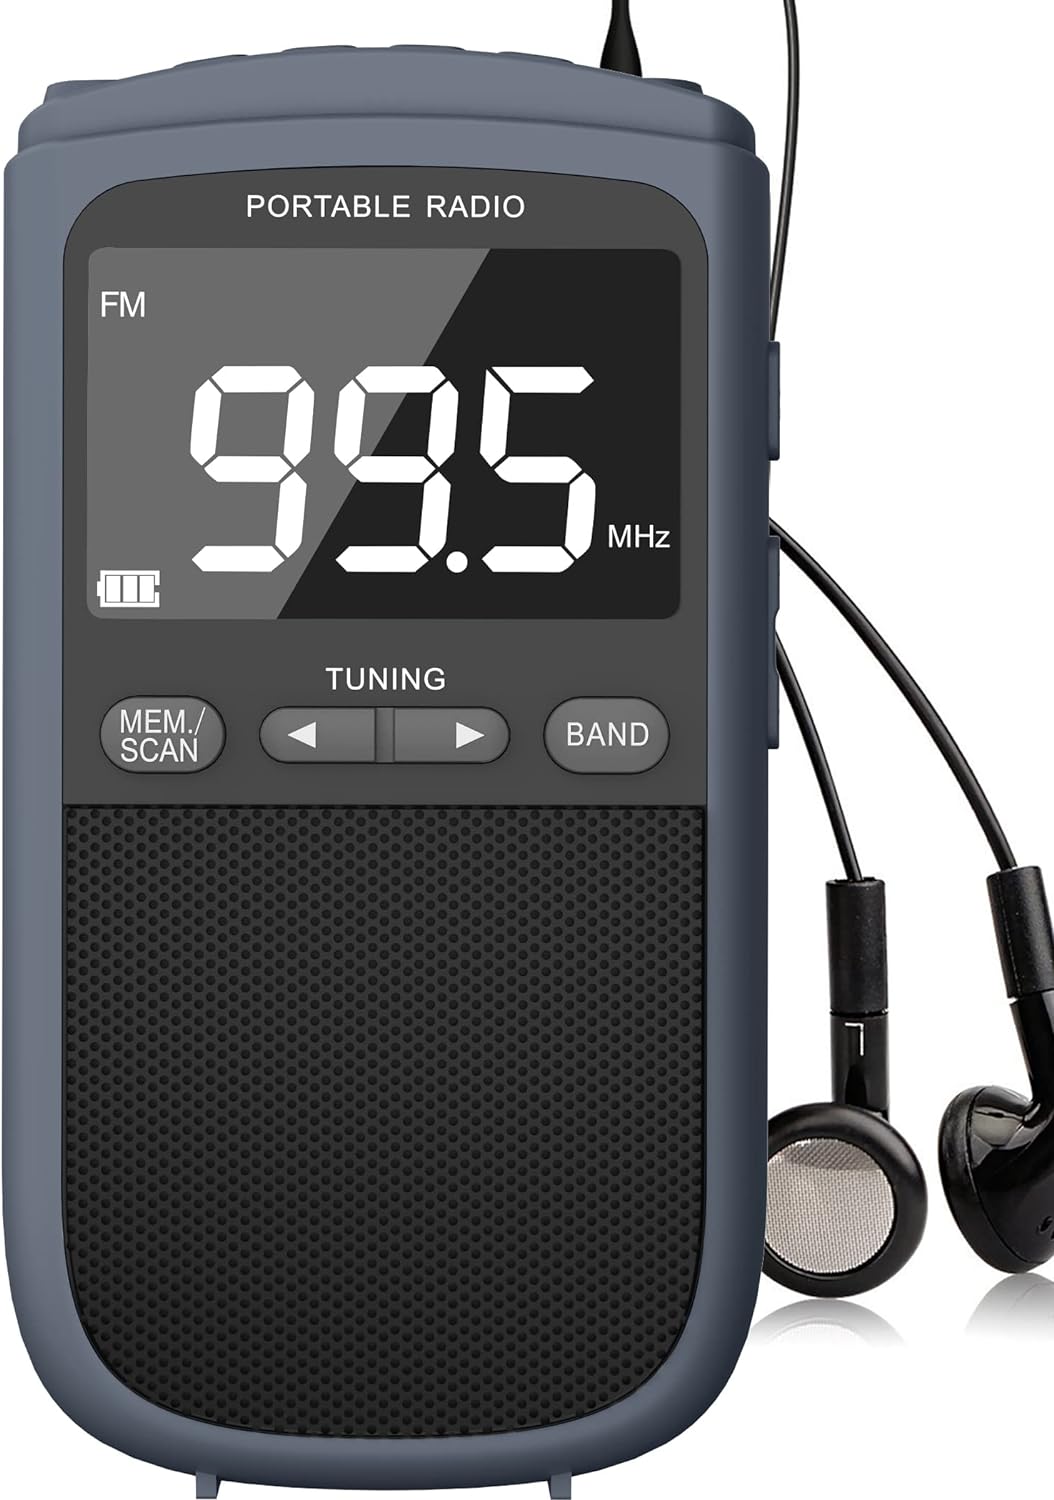 PORTABLE RADIO
FM
99.5
MHz
TUNING
MEM./
SCAN
◀
▶
BAND
L